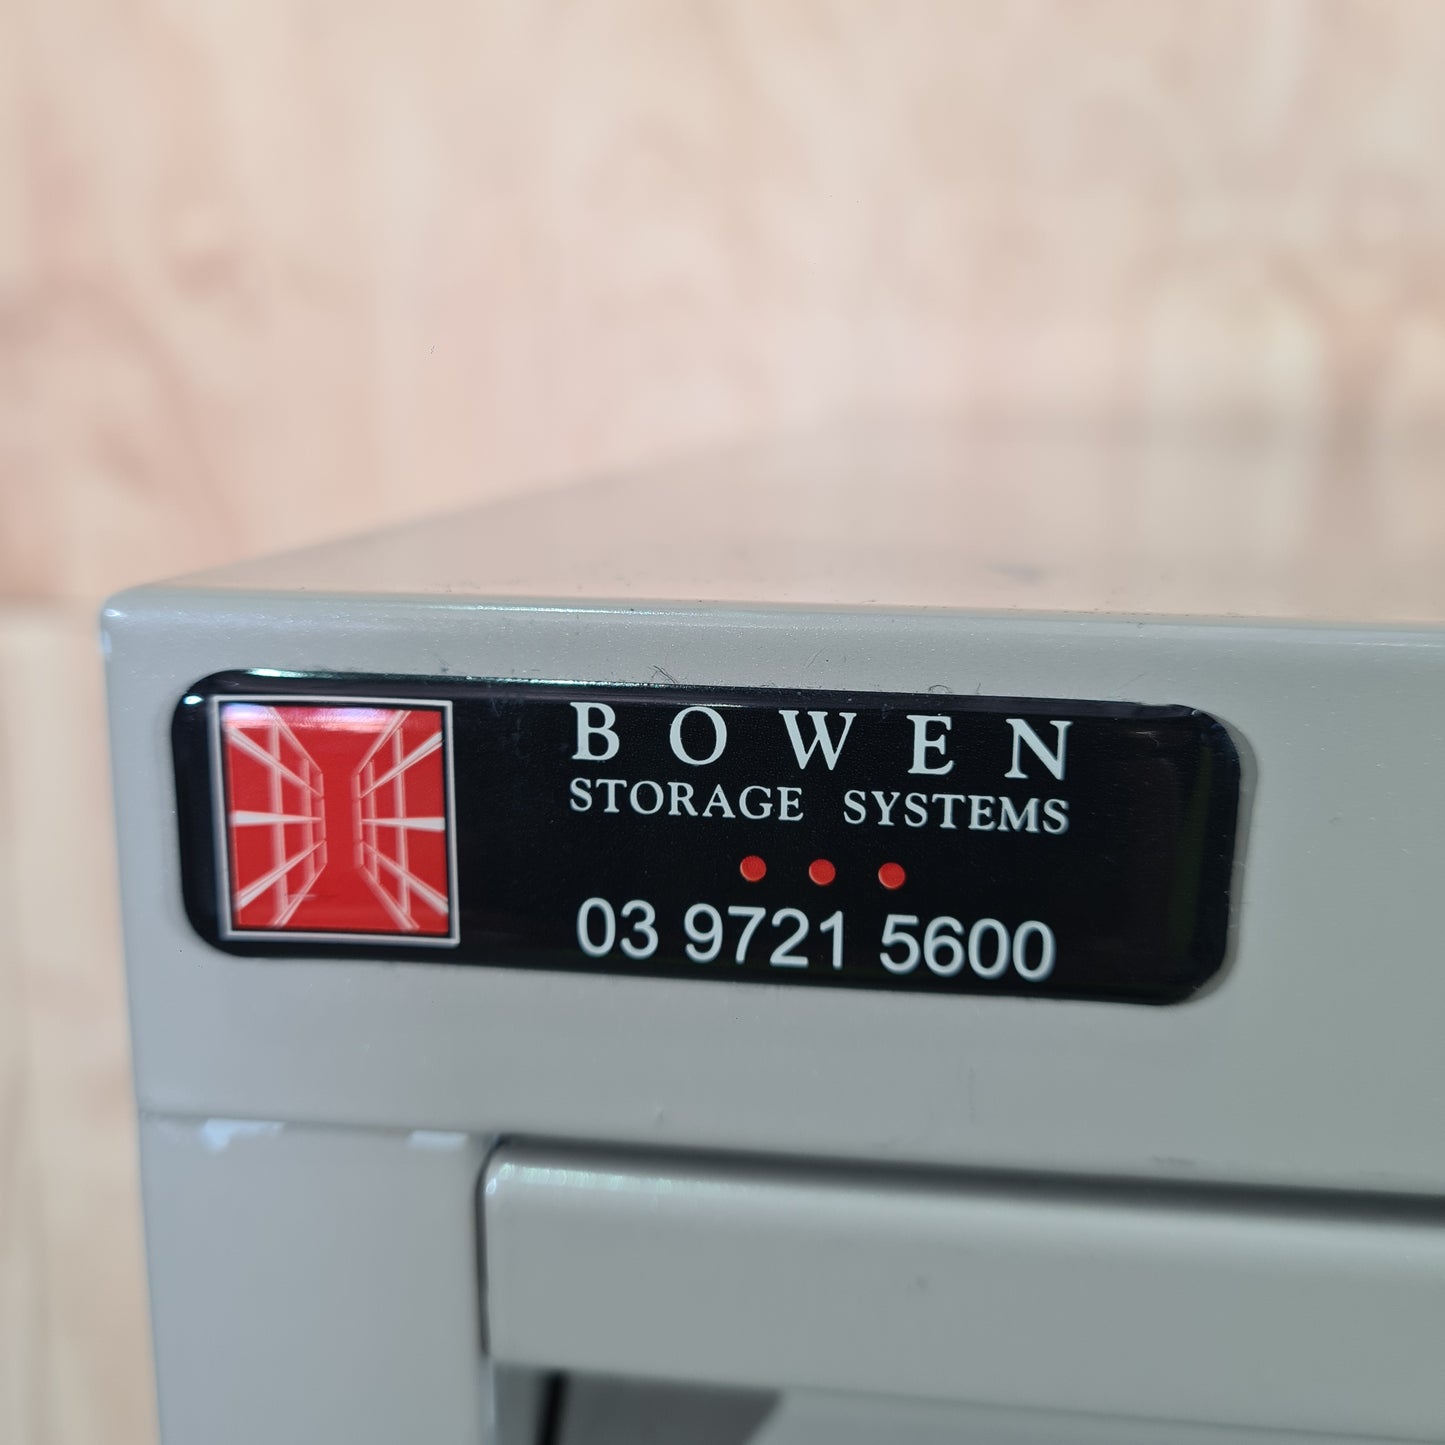 BOWEN
STORAGE SYSTEMS
03 9721 5600